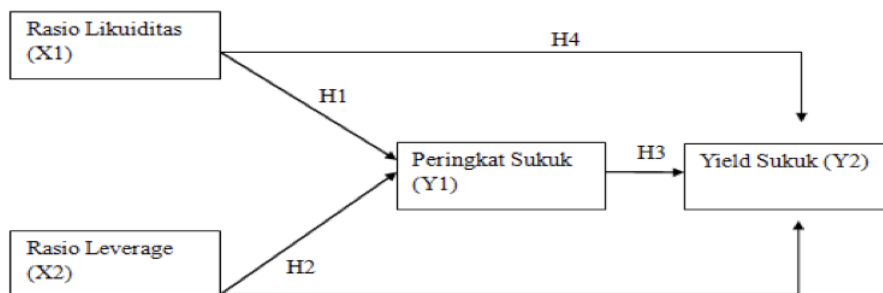 Rasio Likuiditas
(X1)
H4
H1
Peringkat Sukuk
(Y1)
H3
Yield Sukuk (Y2)
Rasio Leverage
(X2)
H2